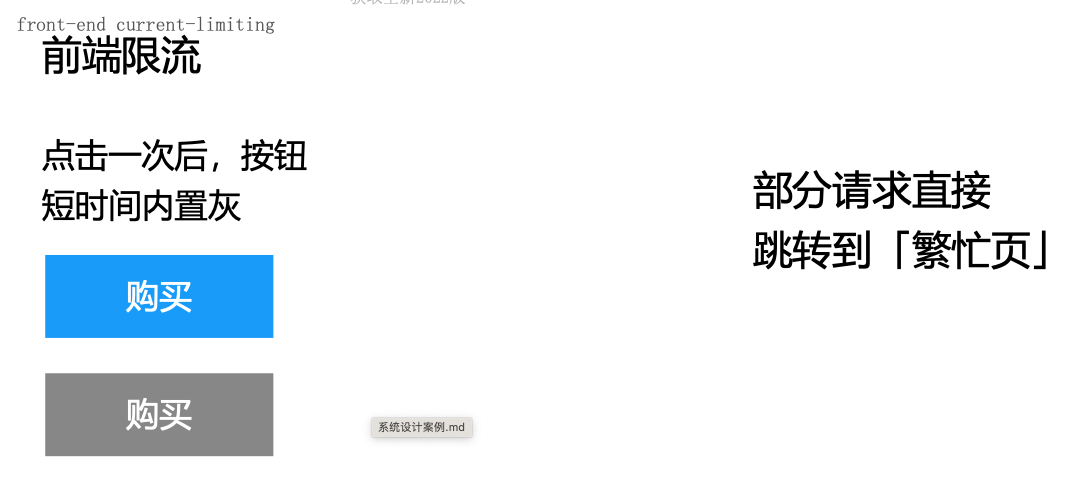 front-end current-limiting
前端限流
点击一次后，按钮
短时间内置灰
购买
购买
部分请求直接
跳转到「繁忙页」
系统设计案例.md